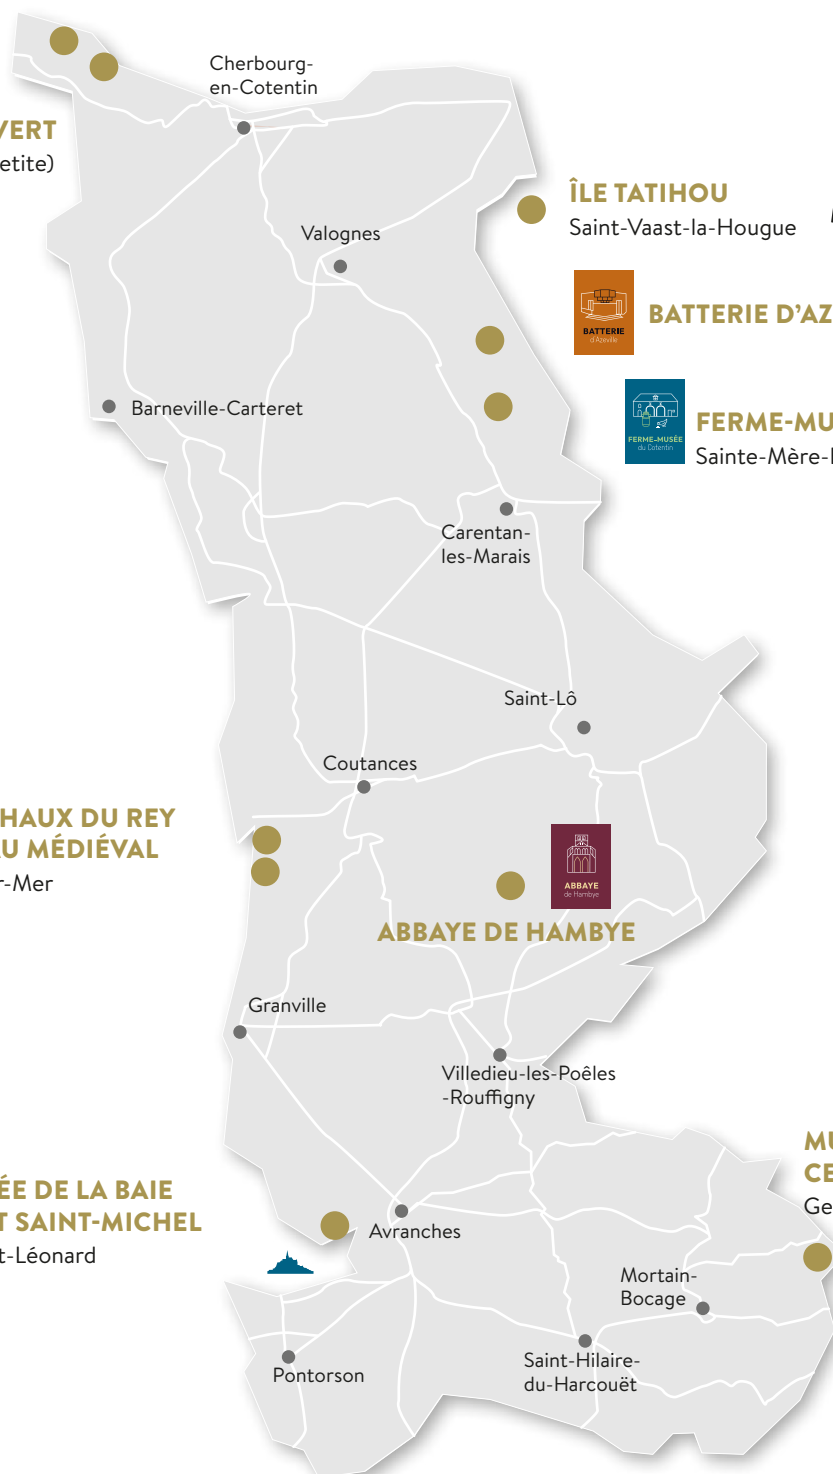 Cherbourg-
en-Cotentin
VERT
etite)
ÎLE TATIHOU
Saint-Vaast-la-Hougue
Valognes
BATTERIE
d'Azeville
BATTERIE D'AZ
Barneville-Carteret
FERME-MUSÉE
du Cotentin
FERME-MU
Sainte-Mère-
Carentan-
les-Marais
Saint-Lô
Coutances
HAUX DU REY
AU MÉDIÉVAL
r-Mer
ABBAYE
de Hambye
ABBAYE DE HAMBYE
Granville
Villedieu-les-Poêles
-Rouffigny
MU
CE
Ge
ÉE DE LA BAIE
T SAINT-MICHEL
t-Léonard
Avranches
Mortain-
Bocage
Saint-Hilaire-
du-Harcouët
Pontorson